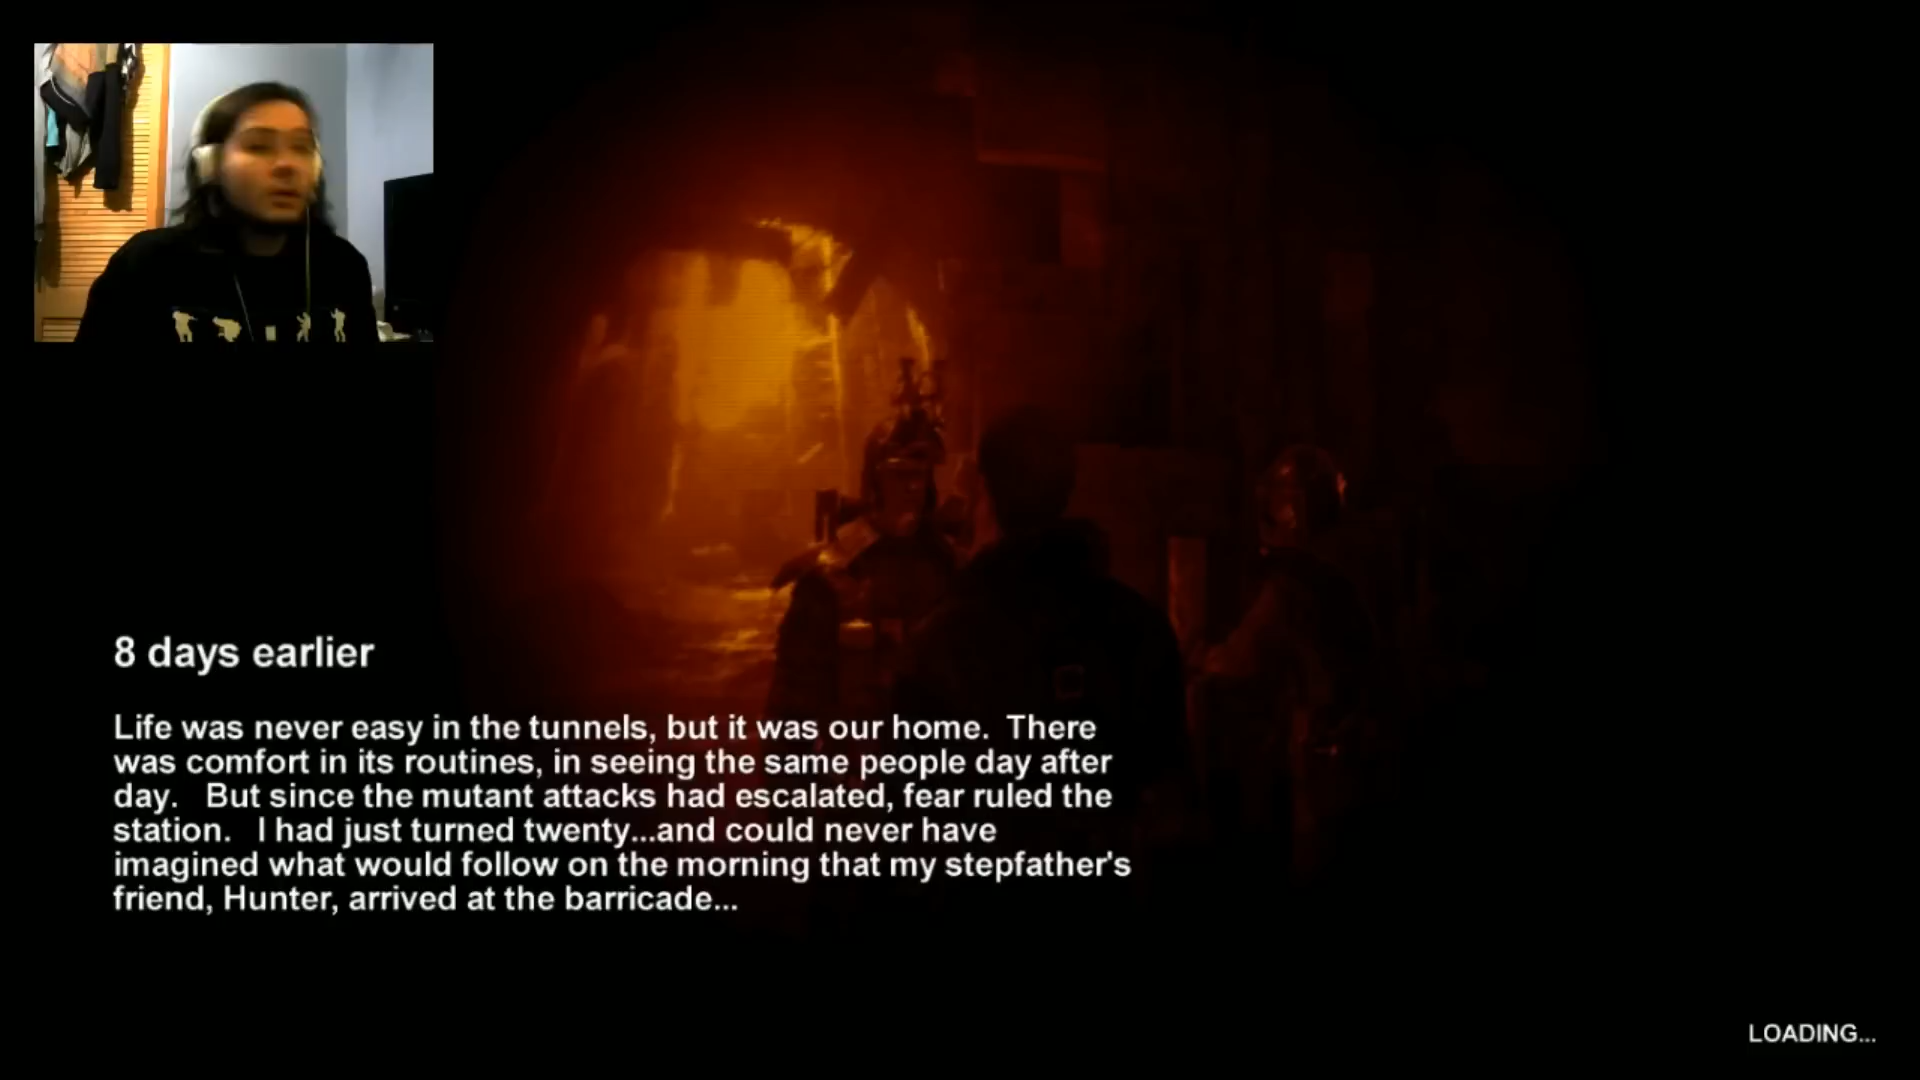 8 days earlier
Life was never easy in the tunnels, but it was our home.  There
was comfort in its routines, in seeing the same people day after
day.   But since the mutant attacks had escalated, fear ruled the
station.   I had just turned twenty...and could never have
imagined what would follow on the morning that my stepfather's
friend, Hunter, arrived at the barricade...
LOADING...